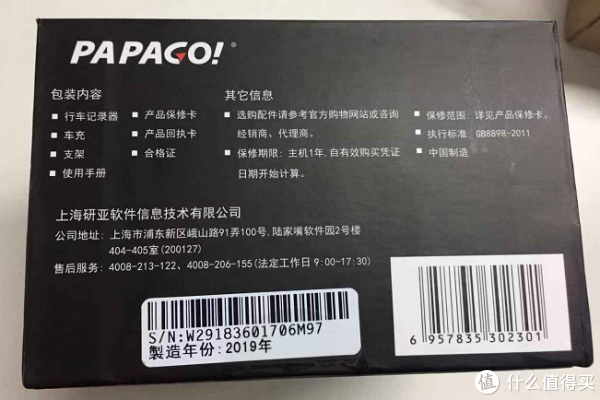 PAPAGO!®
包装内容
▪ 行车记录器 ▪ 产品保修卡
▪ 车充 ▪ 产品回执卡
▪ 支架 ▪ 合格证
▪ 使用手册
其它信息
▪ 选购配件请参考官方购物网站或咨询
经销商、代理商。
▪ 保修期限：主机1年,自有效购买凭证
日期开始计算。
▪ 保修范围：详见产品保修卡。
▪ 执行标准：GB8898-2011
▪ 中国制造
上海研亚软件信息技术有限公司
公司地址：上海市浦东新区峨山路91弄100号,陆家嘴软件园2号楼
404-405室(200127)
售后服务：4008-213-122、4008-206-155(法定工作日 9:00-17:30)
S/N:W29183601706M97
製造年份:2019年
6 957835 302301
值 什么值得买